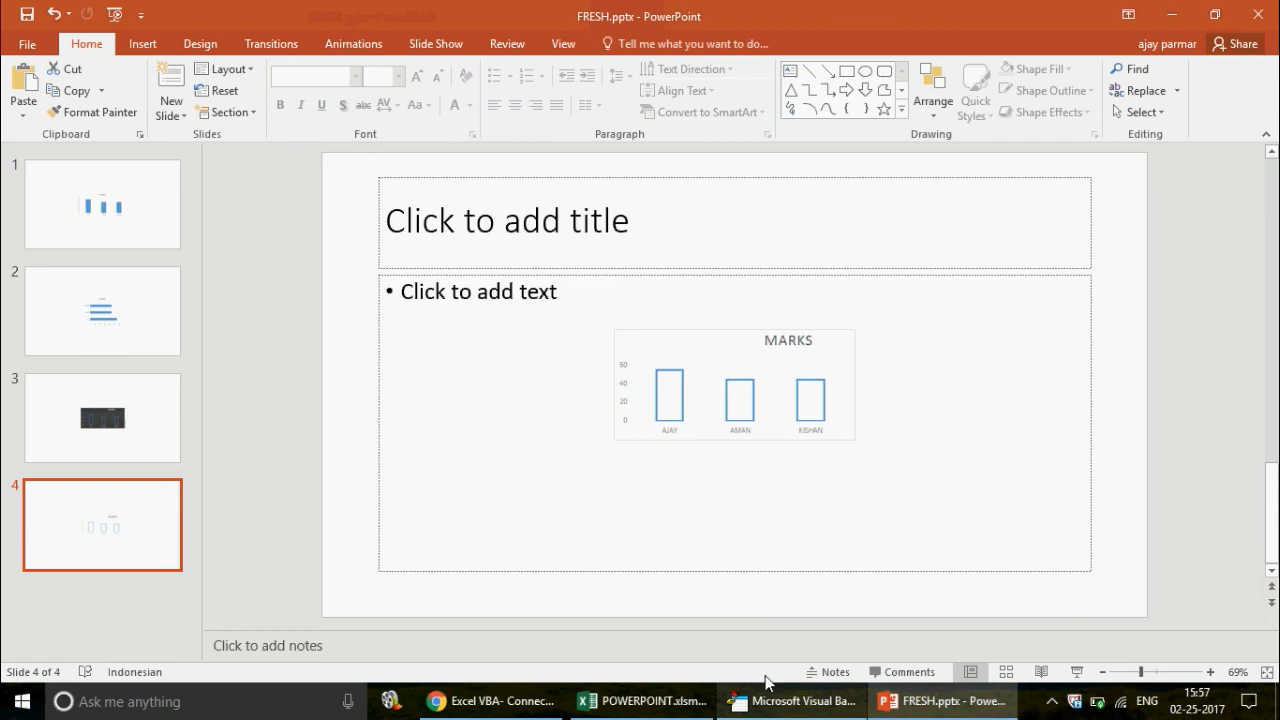 FRESH.pptx - PowerPoint
File Home Insert Design Transitions Animations Slide Show Review View Tell me what you want to do... ajay parmar Share
Paste Cut Copy Format Painter
New Slide Layout Reset Section
B I U S abc AV Aa A
Text Direction Align Text Convert to SmartArt
Arrange Quick Styles Shape Fill Shape Outline Shape Effects
Find Replace Select
Clipboard Slides Font Paragraph Drawing Editing
1
2
3
4
Click to add title
• Click to add text
MARKS
60
40
20
0
AJAY AMAN KISHAN
Click to add notes
Slide 4 of 4 Indonesian Notes Comments 69%
Ask me anything Excel VBA- Connec... POWERPOINT.xlsm... Microsoft Visual Ba... FRESH.pptx - Powe... ENG 15:57
02-25-2017